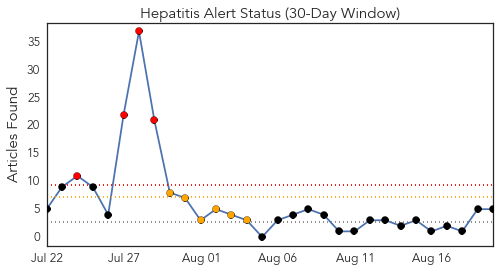 Hepatitis Alert Status (30-Day Window)
Articles Found
35
30
25
20
15
10
5
0
Jul 22 Jul 27 Aug 01 Aug 06 Aug 11 Aug 16